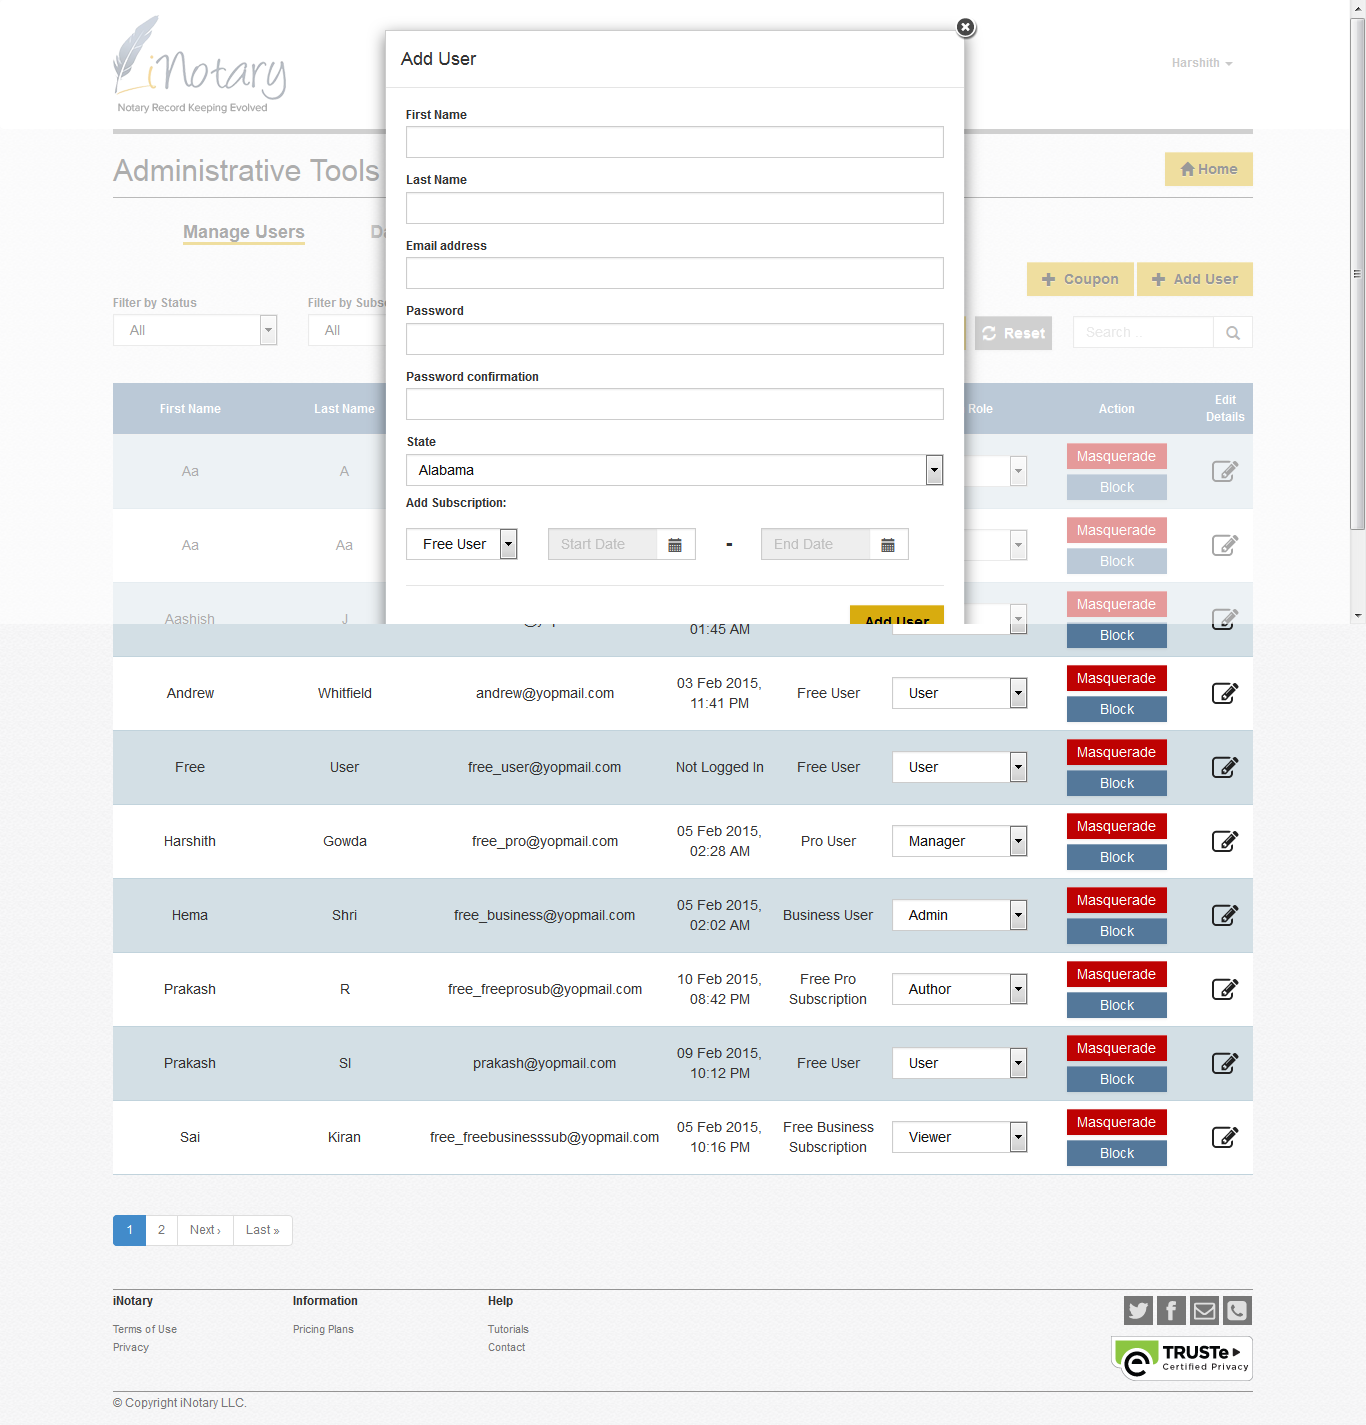 iNotary
Notary Record Keeping Evolved
Harshith
Add User
First Name
Last Name
Email address
Password
Password confirmation
State
Alabama
Add Subscription:
Free User
Start Date
-
End Date
Add User
Administrative Tools
Home
Manage Users
Coupon
Add User
Filter by Status
All
All
Reset
Search ..
First Name Last Name Role Action Edit Details
Aa A Masquerade
Block
Aa Aa Masquerade
Block
Aashish J 01:45 AM Masquerade
Block
Andrew Whitfield andrew@yopmail.com 03 Feb 2015, 11:41 PM Free User User Masquerade
Block
Free User free_user@yopmail.com Not Logged In Free User User Masquerade
Block
Harshith Gowda free_pro@yopmail.com 05 Feb 2015, 02:28 AM Pro User Manager Masquerade
Block
Hema Shri free_business@yopmail.com 05 Feb 2015, 02:02 AM Business User Admin Masquerade
Block
Prakash R free_freeprosub@yopmail.com 10 Feb 2015, 08:42 PM Free Pro Subscription Author Masquerade
Block
Prakash Sl prakash@yopmail.com 09 Feb 2015, 10:12 PM Free User User Masquerade
Block
Sai Kiran free_freebusinesssub@yopmail.com 05 Feb 2015, 10:16 PM Free Business Subscription Viewer Masquerade
Block
1 2 Next › Last »
iNotary Information Help
Terms of Use Pricing Plans Tutorials
Privacy Contact
TRUSTe
Certified Privacy
© Copyright iNotary LLC.